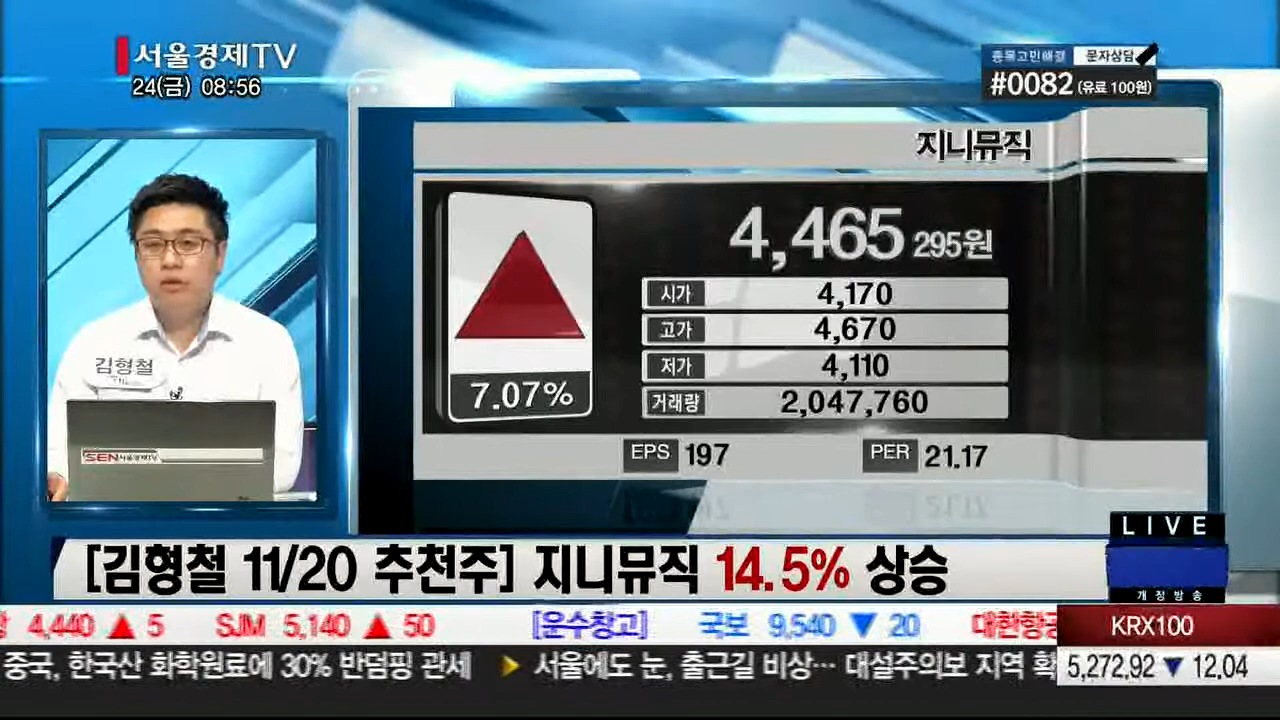 서울경제TV
24(금) 08:56
종목고민해결 문자상담
#0082 (유료 100원)
지니뮤직
4,465 295원
7.07%
시가 4,170
고가 4,670
저가 4,110
거래량 2,047,760
EPS 197 PER 21.17
김형철
SEN 서울경제TV
LIVE
[김형철 11/20 추천주] 지니뮤직 14.5% 상승
개장방송
4,440 ▲ 5 SJM 5,140 ▲ 50 [운수창고] 국보 9,540 ▼ 20 대한항공
KRX100
중국, 한국산 화학원료에 30% 반덤핑 관세 ▶ 서울에도 눈, 출근길 비상… 대설주의보 지역 확
5,272.92 ▼ 12.04